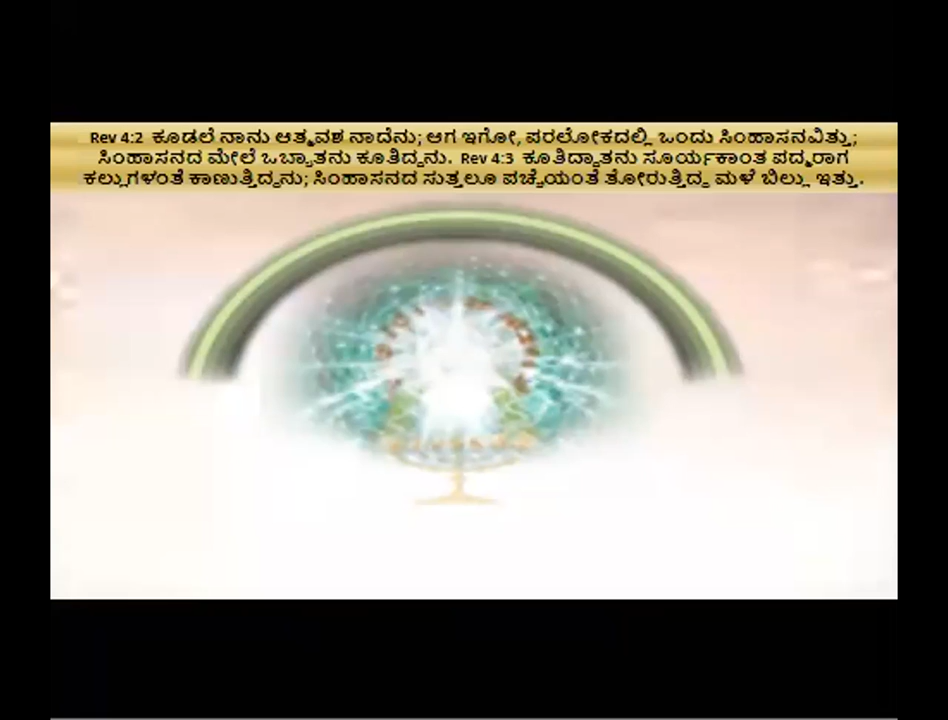 Rev 4:2 ಕೂಡಲೆ ನಾನು ಆತ್ಮವಶ ನಾದೆನು; ಆಗ ಇಗೋ, ಪರಲೋಕದಲ್ಲಿ ಒಂದು ಸಿಂಹಾಸನವಿತ್ತು;
ಸಿಂಹಾಸನದ ಮೇಲೆ ಒಬ್ಬಾತನು ಕೂತಿದ್ದನು. Rev 4:3 ಕೂತಿದ್ದಾತನು ಸೂರ್ಯಕಾಂತ ಪದ್ಮರಾಗ
ಕಲ್ಲುಗಳಂತೆ ಕಾಣುತ್ತಿದ್ದನು; ಸಿಂಹಾಸನದ ಸುತ್ತಲೂ ಪಚ್ಚೆಯಂತೆ ತೋರುತ್ತಿದ್ದ ಮಳೆ ಬಿಲ್ಲು ಇತ್ತು.